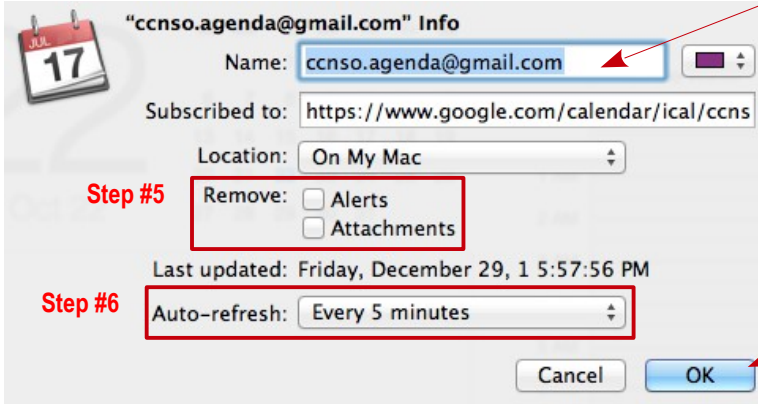 "ccnso.agenda@gmail.com" Info
JUL
17
Name: ccnso.agenda@gmail.com
Subscribed to: https://www.google.com/calendar/ical/ccns
Location: On My Mac
Step #5
Remove: Alerts
Attachments
Last updated: Friday, December 29, 1 5:57:56 PM
Step #6
Auto-refresh: Every 5 minutes
Cancel OK